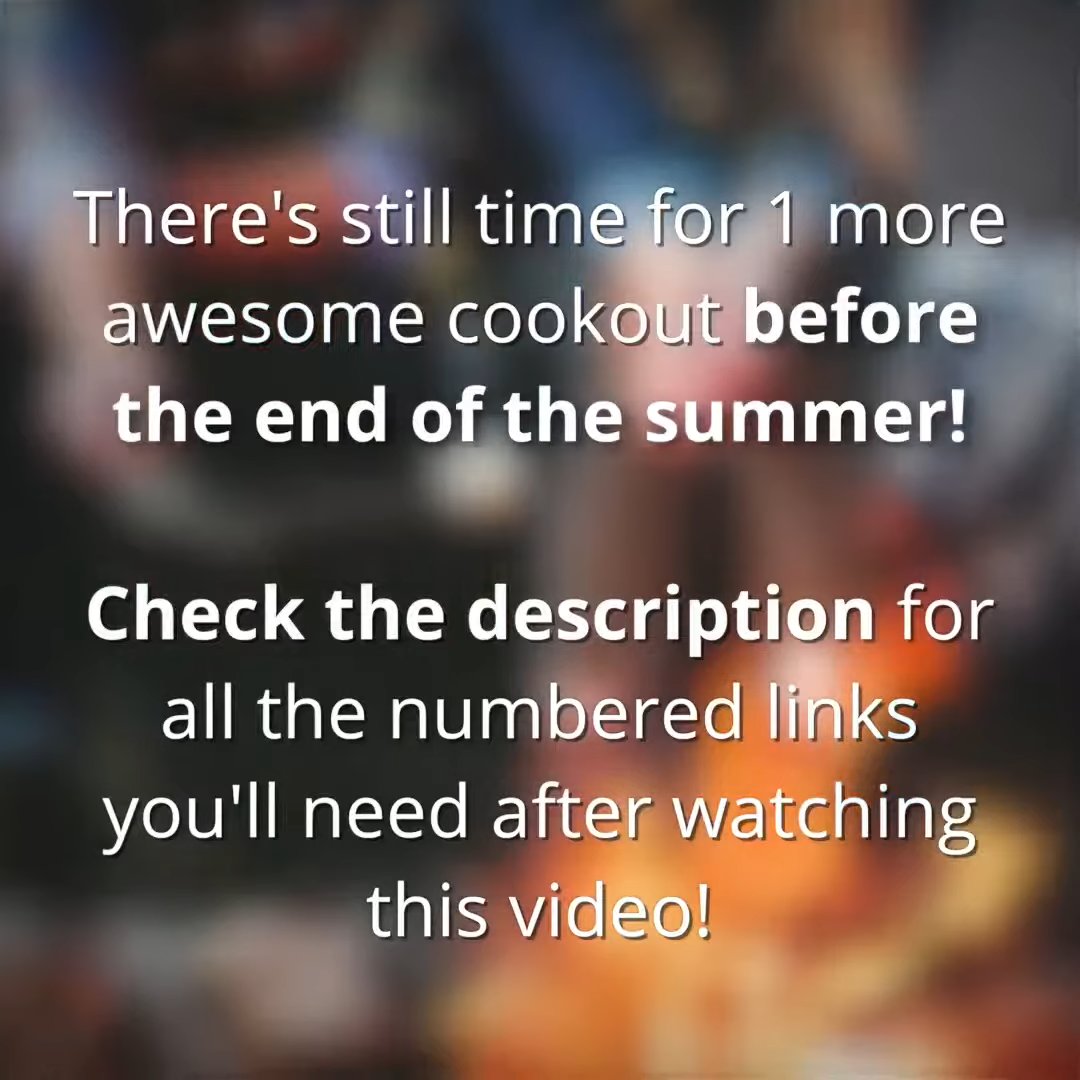 There's still time for 1 more
awesome cookout before
the end of the summer!
Check the description for
all the numbered links
you'll need after watching
this video!